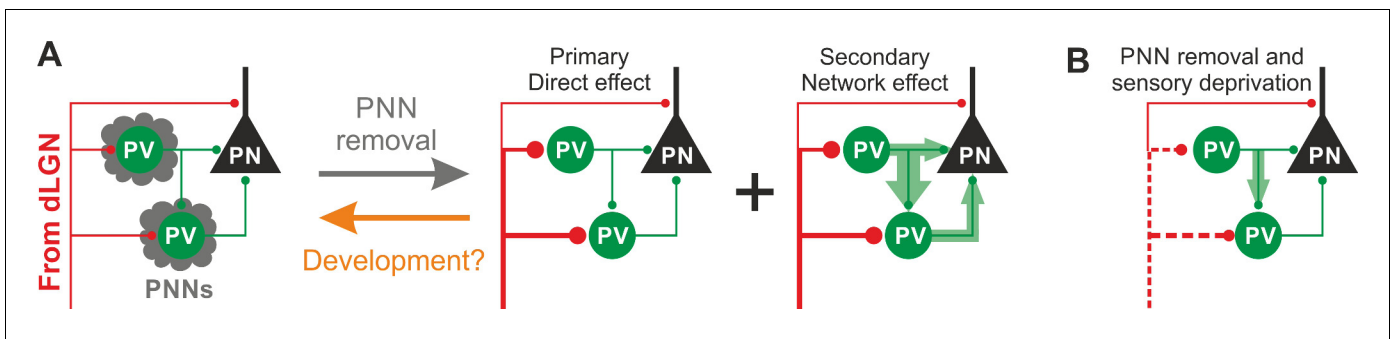 A
From dLGN
PV
PN
PV
PNNs
PNN
removal
Development?
Primary
Direct effect
PV
PN
PV
+
Secondary
Network effect
PV
PN
PV
B
PNN removal and
sensory deprivation
PV
PN
PV